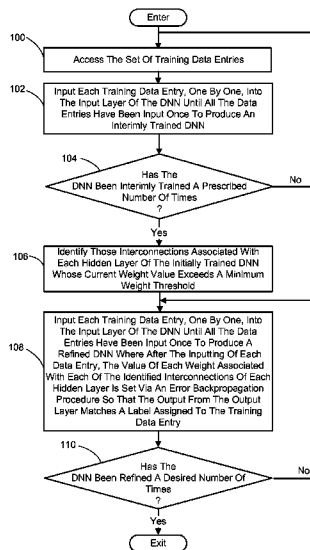 Enter
100
Access The Set Of Training Data Entries
102
Input Each Training Data Entry, One By One, Into
The Input Layer Of The DNN Until All The Data
Entries Have Been Input Once To Produce An
Interimly Trained DNN
104
Has The
DNN Been Interimly Trained A Prescribed
Number Of Times
?
No
Yes
106
Identify Those Interconnections Associated With
Each Hidden Layer Of The Initially Trained DNN
Whose Current Weight Value Exceeds A Minimum
Weight Threshold
108
Input Each Training Data Entry, One By One, Into
The Input Layer Of The DNN Until All The Data
Entries Have Been Input Once To Produce A
Refined DNN Where After The Inputting Of Each
Data Entry, The Value Of Each Weight Associated
With Each Of The Identified Interconnections Of Each
Hidden Layer Is Set Via An Error Backpropagation
Procedure So That The Output From The Output
Layer Matches A Label Assigned To The Training
Data Entry
110
Has The
DNN Been Refined A Desired Number Of
Times
?
No
Yes
Exit